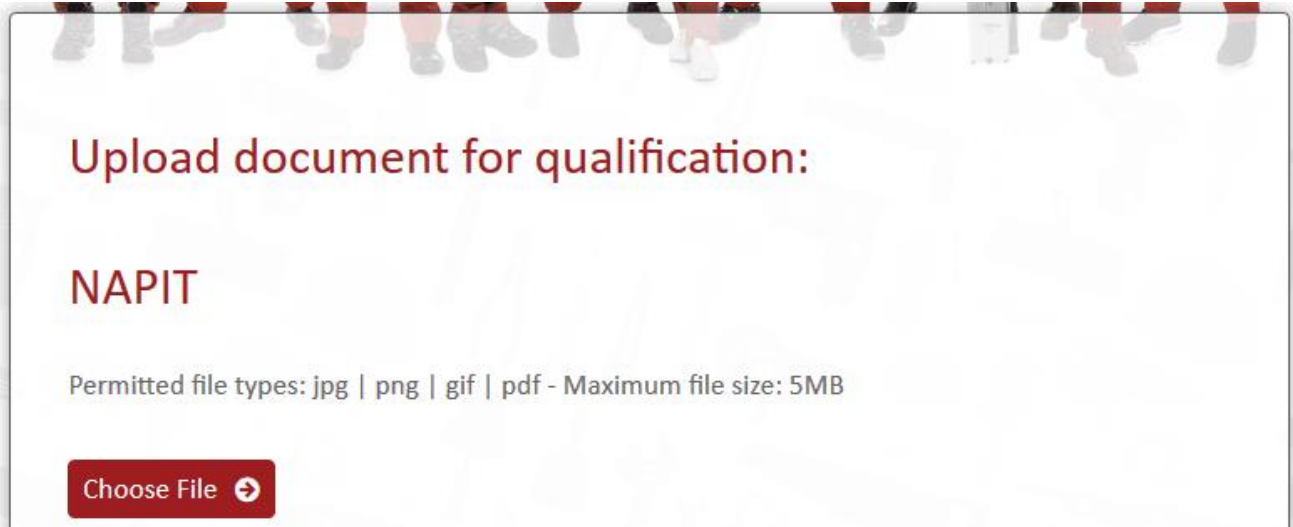 Upload document for qualification:
NAPIT
Permitted file types: jpg | png | gif | pdf - Maximum file size: 5MB
Choose File